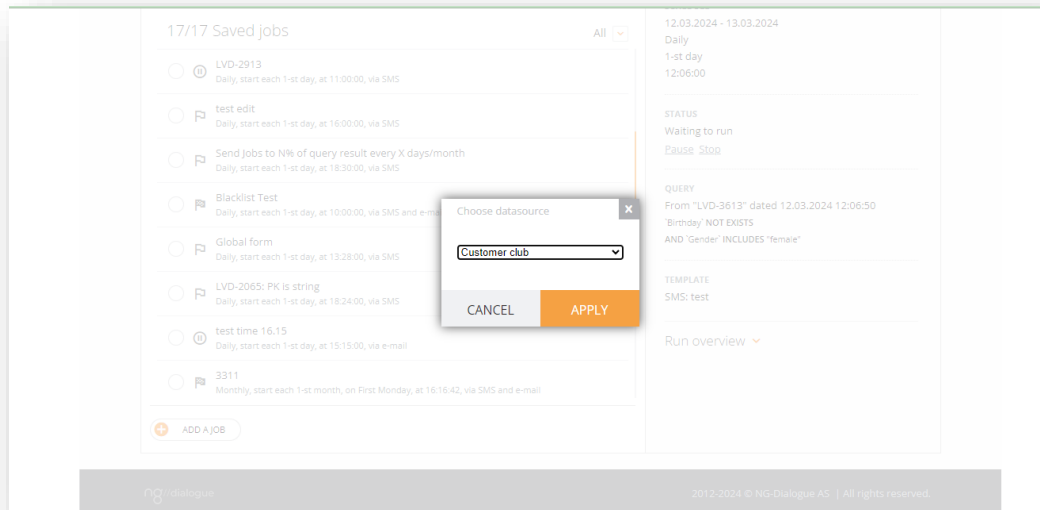 17/17 Saved jobs
All
LVD-2913
Daily, start each 1-st day, at 11:00:00, via SMS
test edit
Daily, start each 1-st day, at 16:00:00, via SMS
Send Jobs to N% of query result every X days/month
Daily, start each 1-st day, at 18:30:00, via SMS
Blacklist Test
Daily, start each 1-st day, at 10:00:00, via SMS and e-ma
Global form
Daily, start each 1-st day, at 13:28:00, via SMS
LVD-2065: PK is string
Daily, start each 1-st day, at 18:24:00, via SMS
test time 16.15
Daily, start each 1-st day, at 15:15:00, via e-mail
3311
Monthly, start each 1-st month, on First Monday, at 16:16:42, via SMS and e-mail
ADD A JOB
Choose datasource
x
Customer club
CANCEL
APPLY
12.03.2024 - 13.03.2024
Daily
1-st day
12:06:00
STATUS
Waiting to run
Pause Stop
QUERY
From "LVD-3613" dated 12.03.2024 12:06:50
`Birthday` NOT EXISTS
AND `Gender` INCLUDES "female"
TEMPLATE
SMS: test
Run overview
ng//dialogue
2012-2024 © NG-Dialogue AS | All rights reserved.